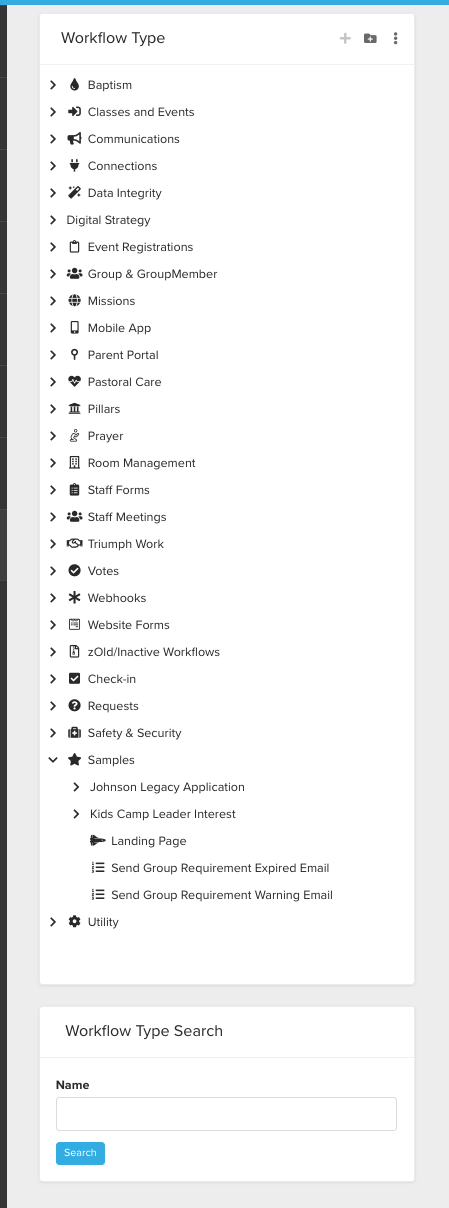 Workflow Type
Baptism
Classes and Events
Communications
Connections
Data Integrity
Digital Strategy
Event Registrations
Group & GroupMember
Missions
Mobile App
Parent Portal
Pastoral Care
Pillars
Prayer
Room Management
Staff Forms
Staff Meetings
Triumph Work
Votes
Webhooks
Website Forms
zOld/Inactive Workflows
Check-in
Requests
Safety & Security
Samples
Johnson Legacy Application
Kids Camp Leader Interest
Landing Page
Send Group Requirement Expired Email
Send Group Requirement Warning Email
Utility
Workflow Type Search
Name
Search